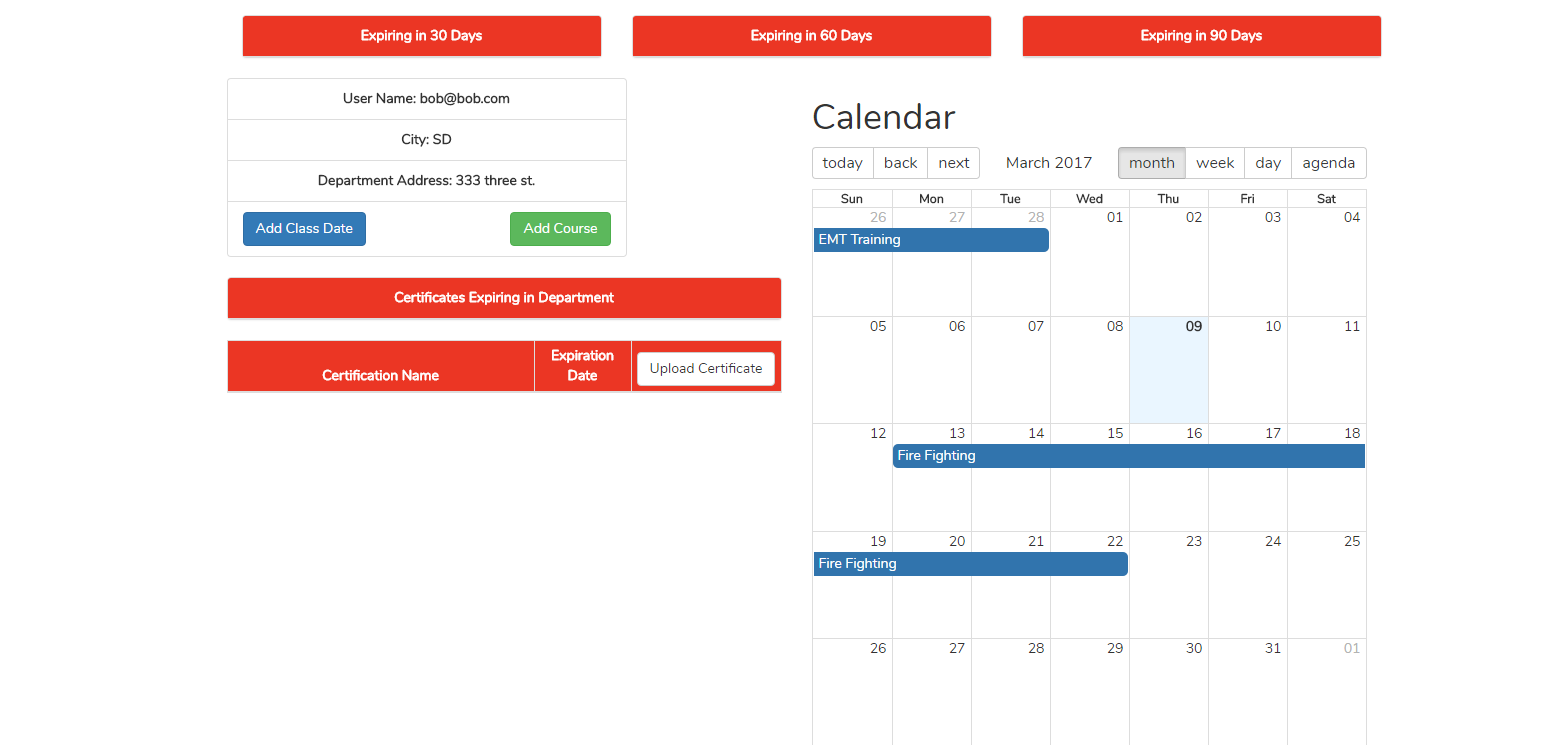 Expiring in 30 Days
Expiring in 60 Days
Expiring in 90 Days
User Name: bob@bob.com
City: SD
Department Address: 333 three st.
Add Class Date
Add Course
Certificates Expiring in Department
Certification Name
Expiration
Date
Upload Certificate
Calendar
today back next March 2017 month week day agenda
Sun Mon Tue Wed Thu Fri Sat
26 27 28 01 02 03 04
EMT Training
05 06 07 08 09 10 11
12 13 14 15 16 17 18
Fire Fighting
19 20 21 22 23 24 25
Fire Fighting
26 27 28 29 30 31 01